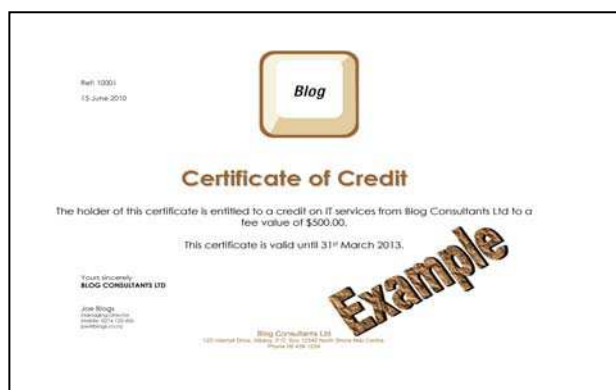 Ref: 10001
15 June 2010
Blog
Certificate of Credit
The holder of this certificate is entitled to a credit on IT services from Blog Consultants Ltd to a
fee value of $500.00.
This certificate is valid until 31st March 2013.
Yours sincerely
BLOG CONSULTANTS LTD
Joe Blogs
Managing Director
Example
Blog Consultants Ltd